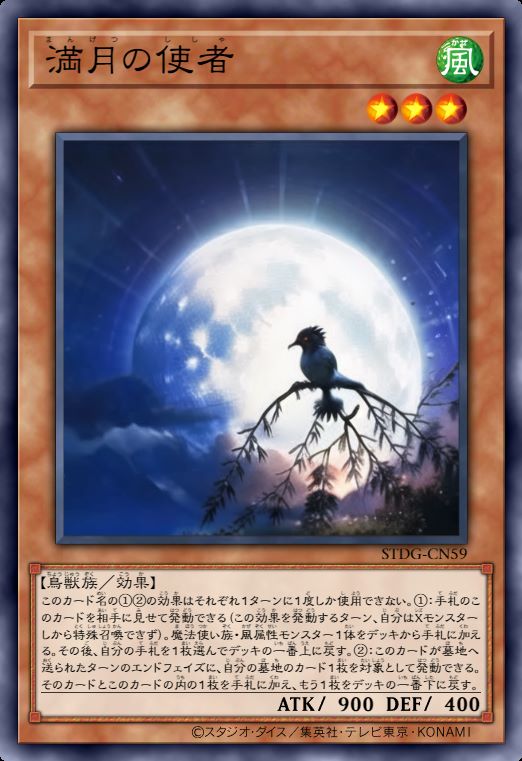 満月の使者
風
STDG-CN59
【鳥獣族／効果】
このカード名の①②の効果はそれぞれ1ターンに1度しか使用できない。①：手札のこ
のカードを相手に見せて発動できる（この効果を発動するターン、自分はXモンスター
しか特殊召喚できず）。魔法使い族・風属性モンスター1体をデッキから手札に加え
る。その後、自分の手札を1枚選んでデッキの一番上に戻す。②：このカードが墓地へ
送られたターンのエンドフェイズに、自分の墓地のカード1枚を対象として発動できる。
そのカードとこのカードの内の1枚を手札に加え、もう1枚をデッキの一番下に戻す。
ATK/ 900 DEF/ 400
©スタジオ・ダイス／集英社・テレビ東京・KONAMI